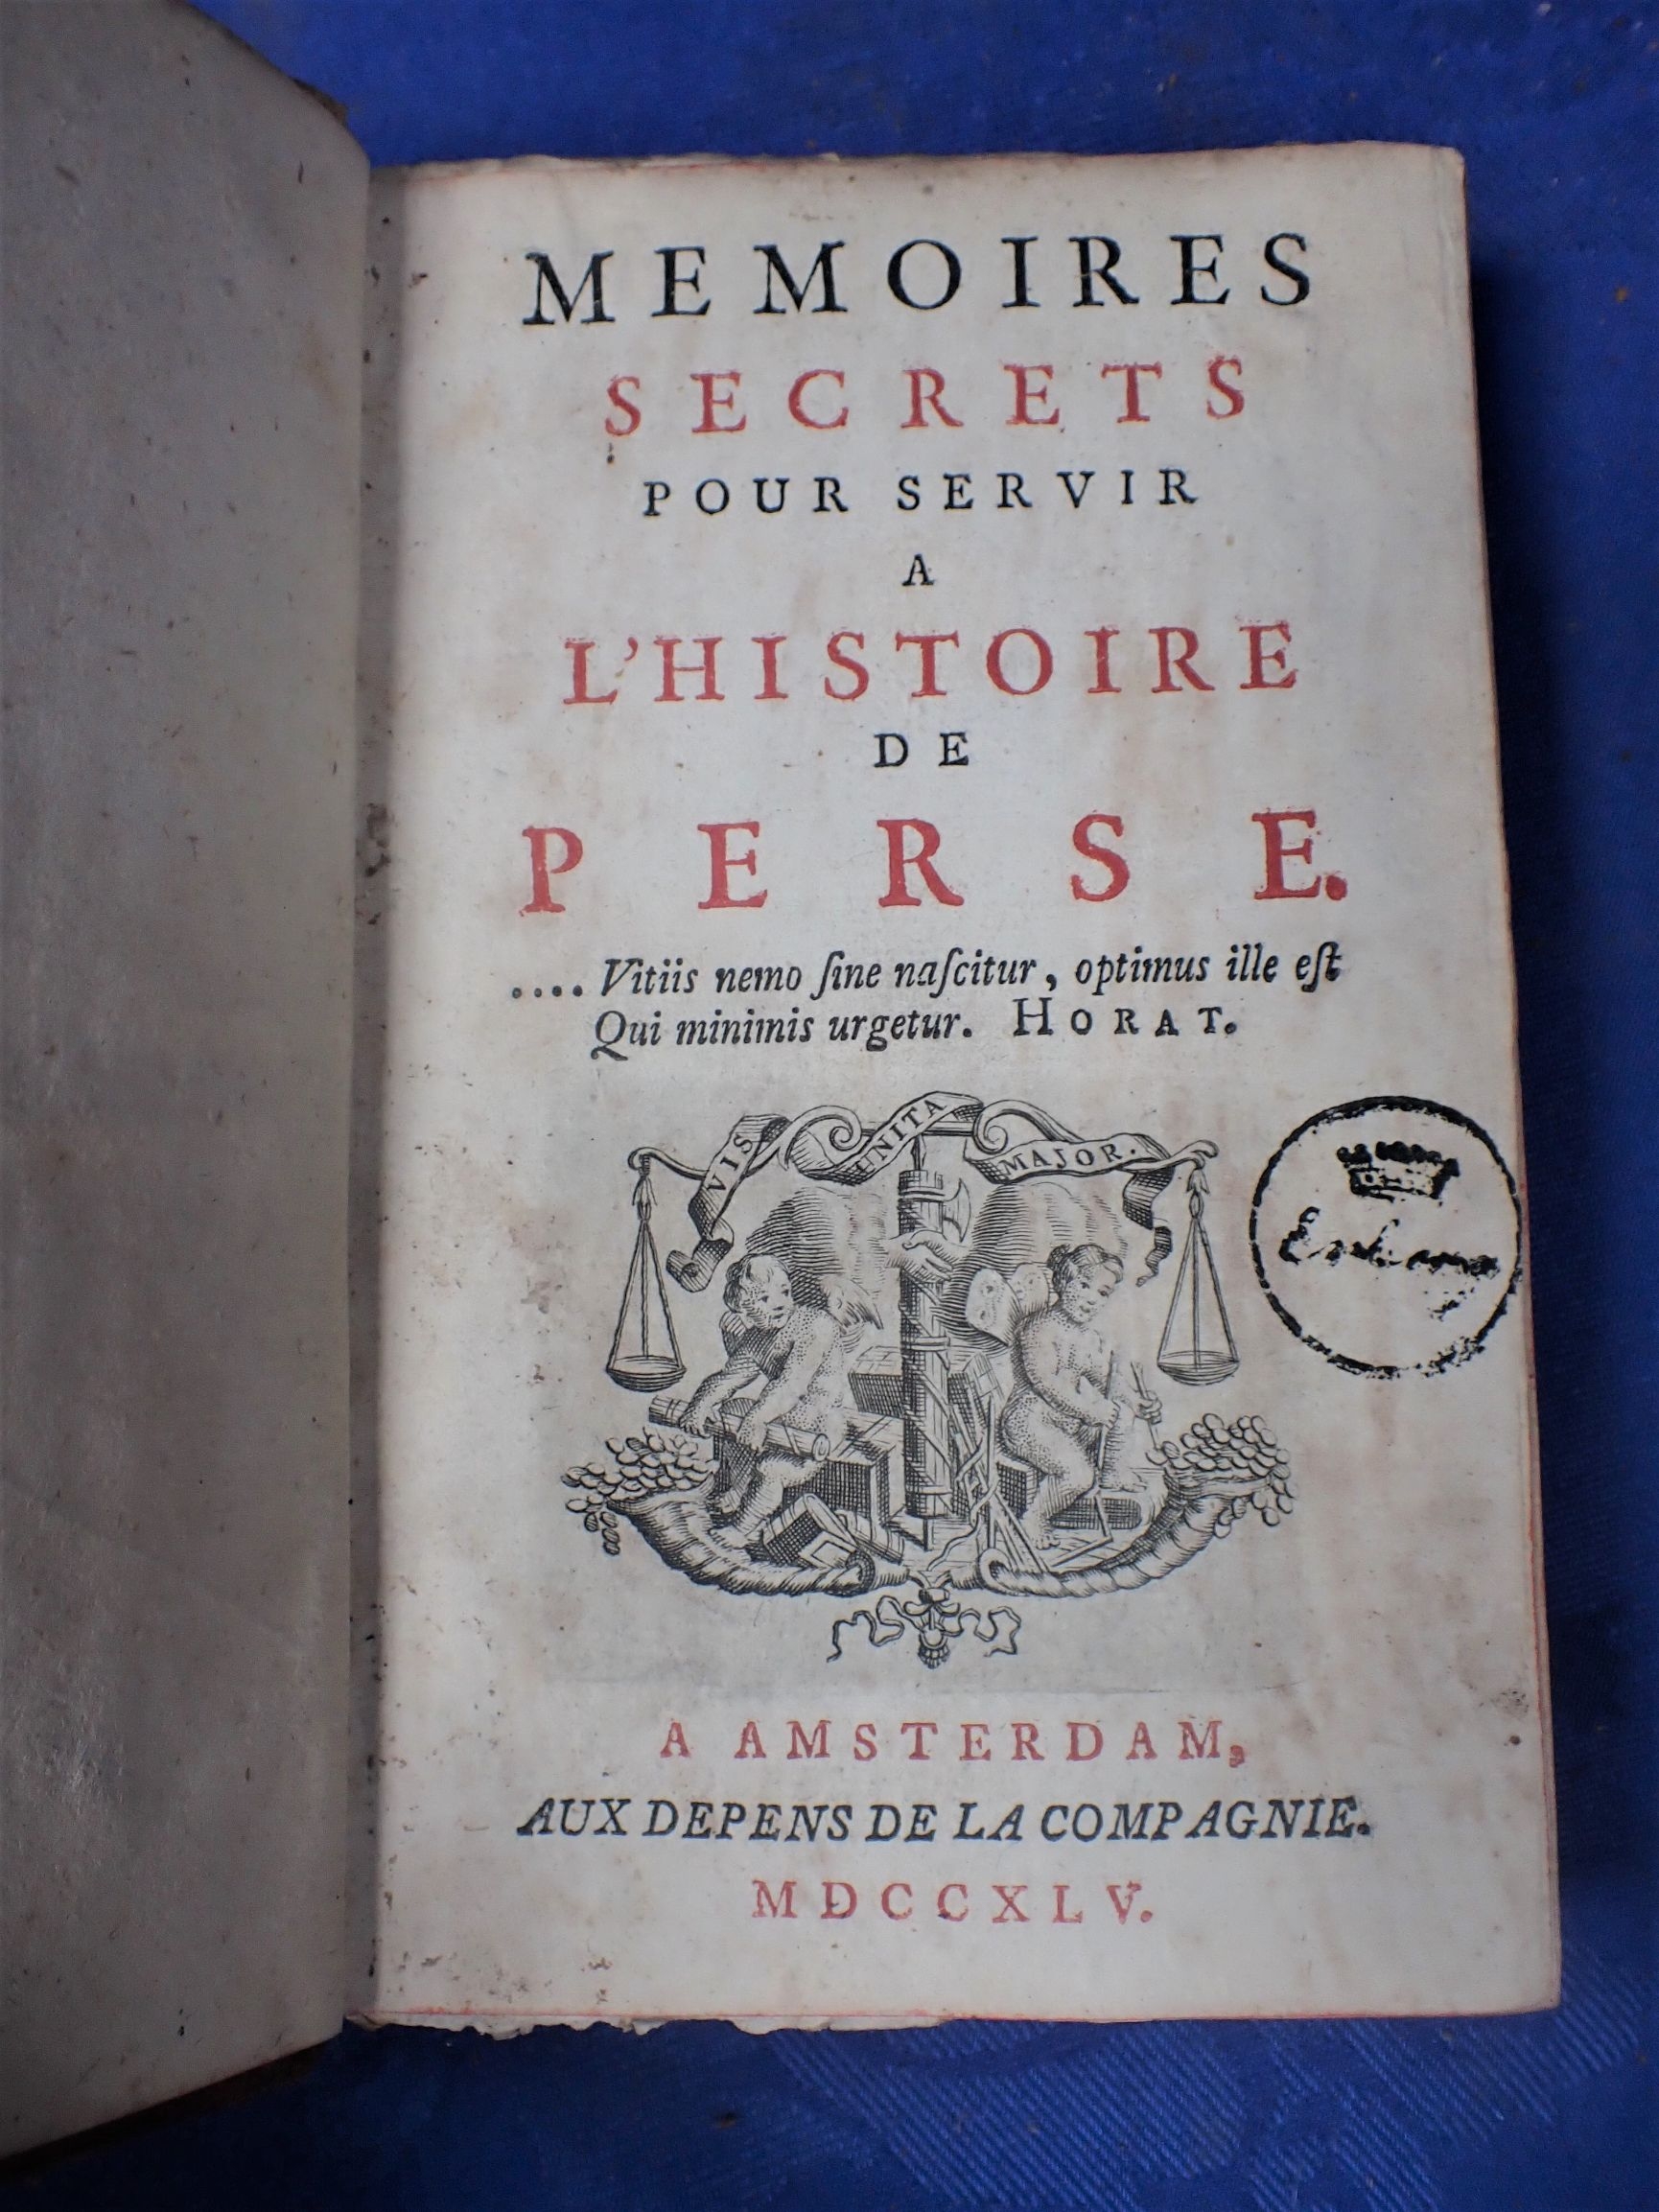 MEMOIRES
SECRETS
POUR SERVIR
A
L'HISTOIRE
DE
PERSE.
.... Vitiis nemo ſine naſcitur, optimus ille eſt
Qui minimis urgetur. HORAT.
VIS UNITA MAJOR.
A AMSTERDAM,
AUX DEPENS DE LA COMPAGNIE.
MDCCXLV.